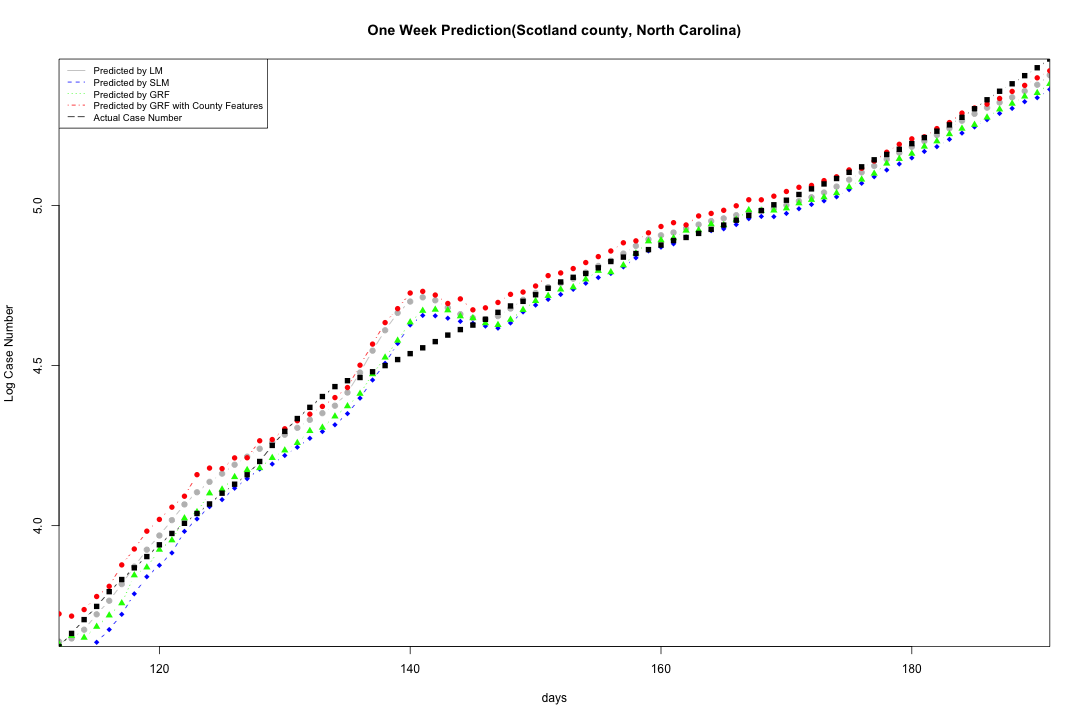 One Week Prediction(Scotland county, North Carolina)
Predicted by LM
Predicted by SLM
Predicted by GRF
Predicted by GRF with County Features
Actual Case Number
Log Case Number
5.0
4.5
4.0
120 140 160 180
days